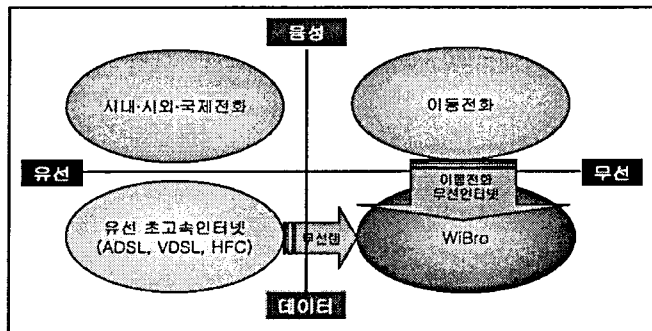 음성
시내·시외·국제전화
이동전화
유선
무선
이동전화
무선인터넷
유선 초고속인터넷
(ADSL, VDSL, HFC)
무선랜
WiBro
데이터